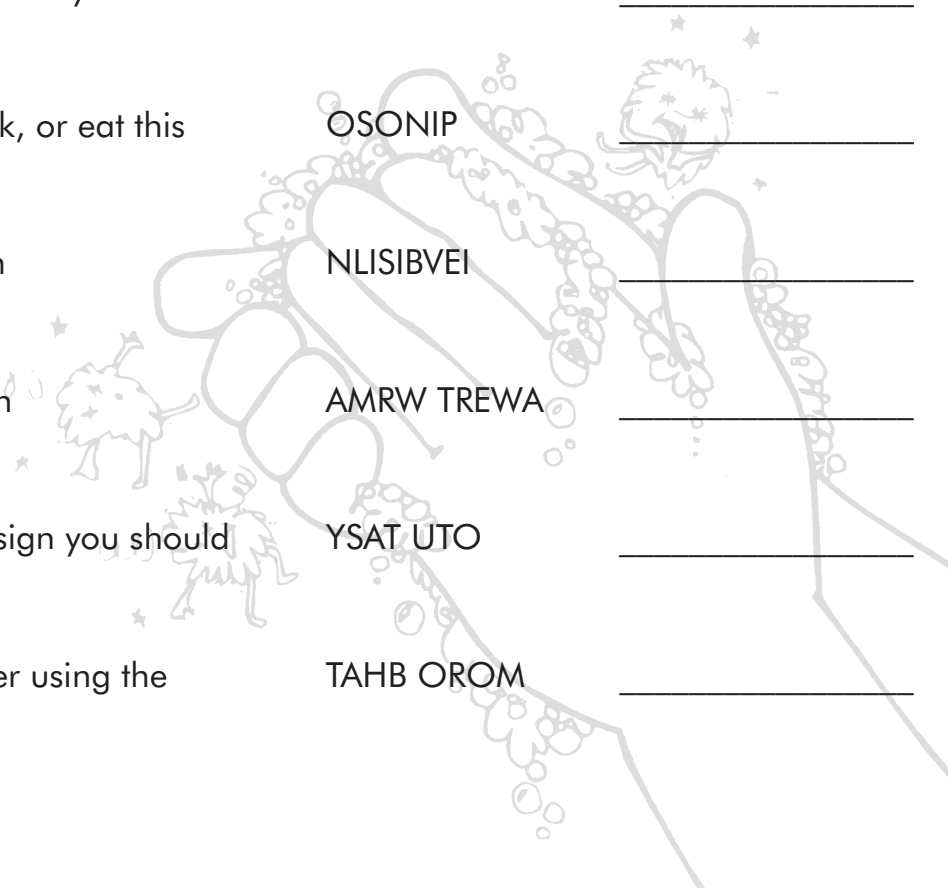 k, or eat this OSONIP
NLISIBVEI
AMRW TREWA
sign you should YSAT UTO
er using the TAHB OROM